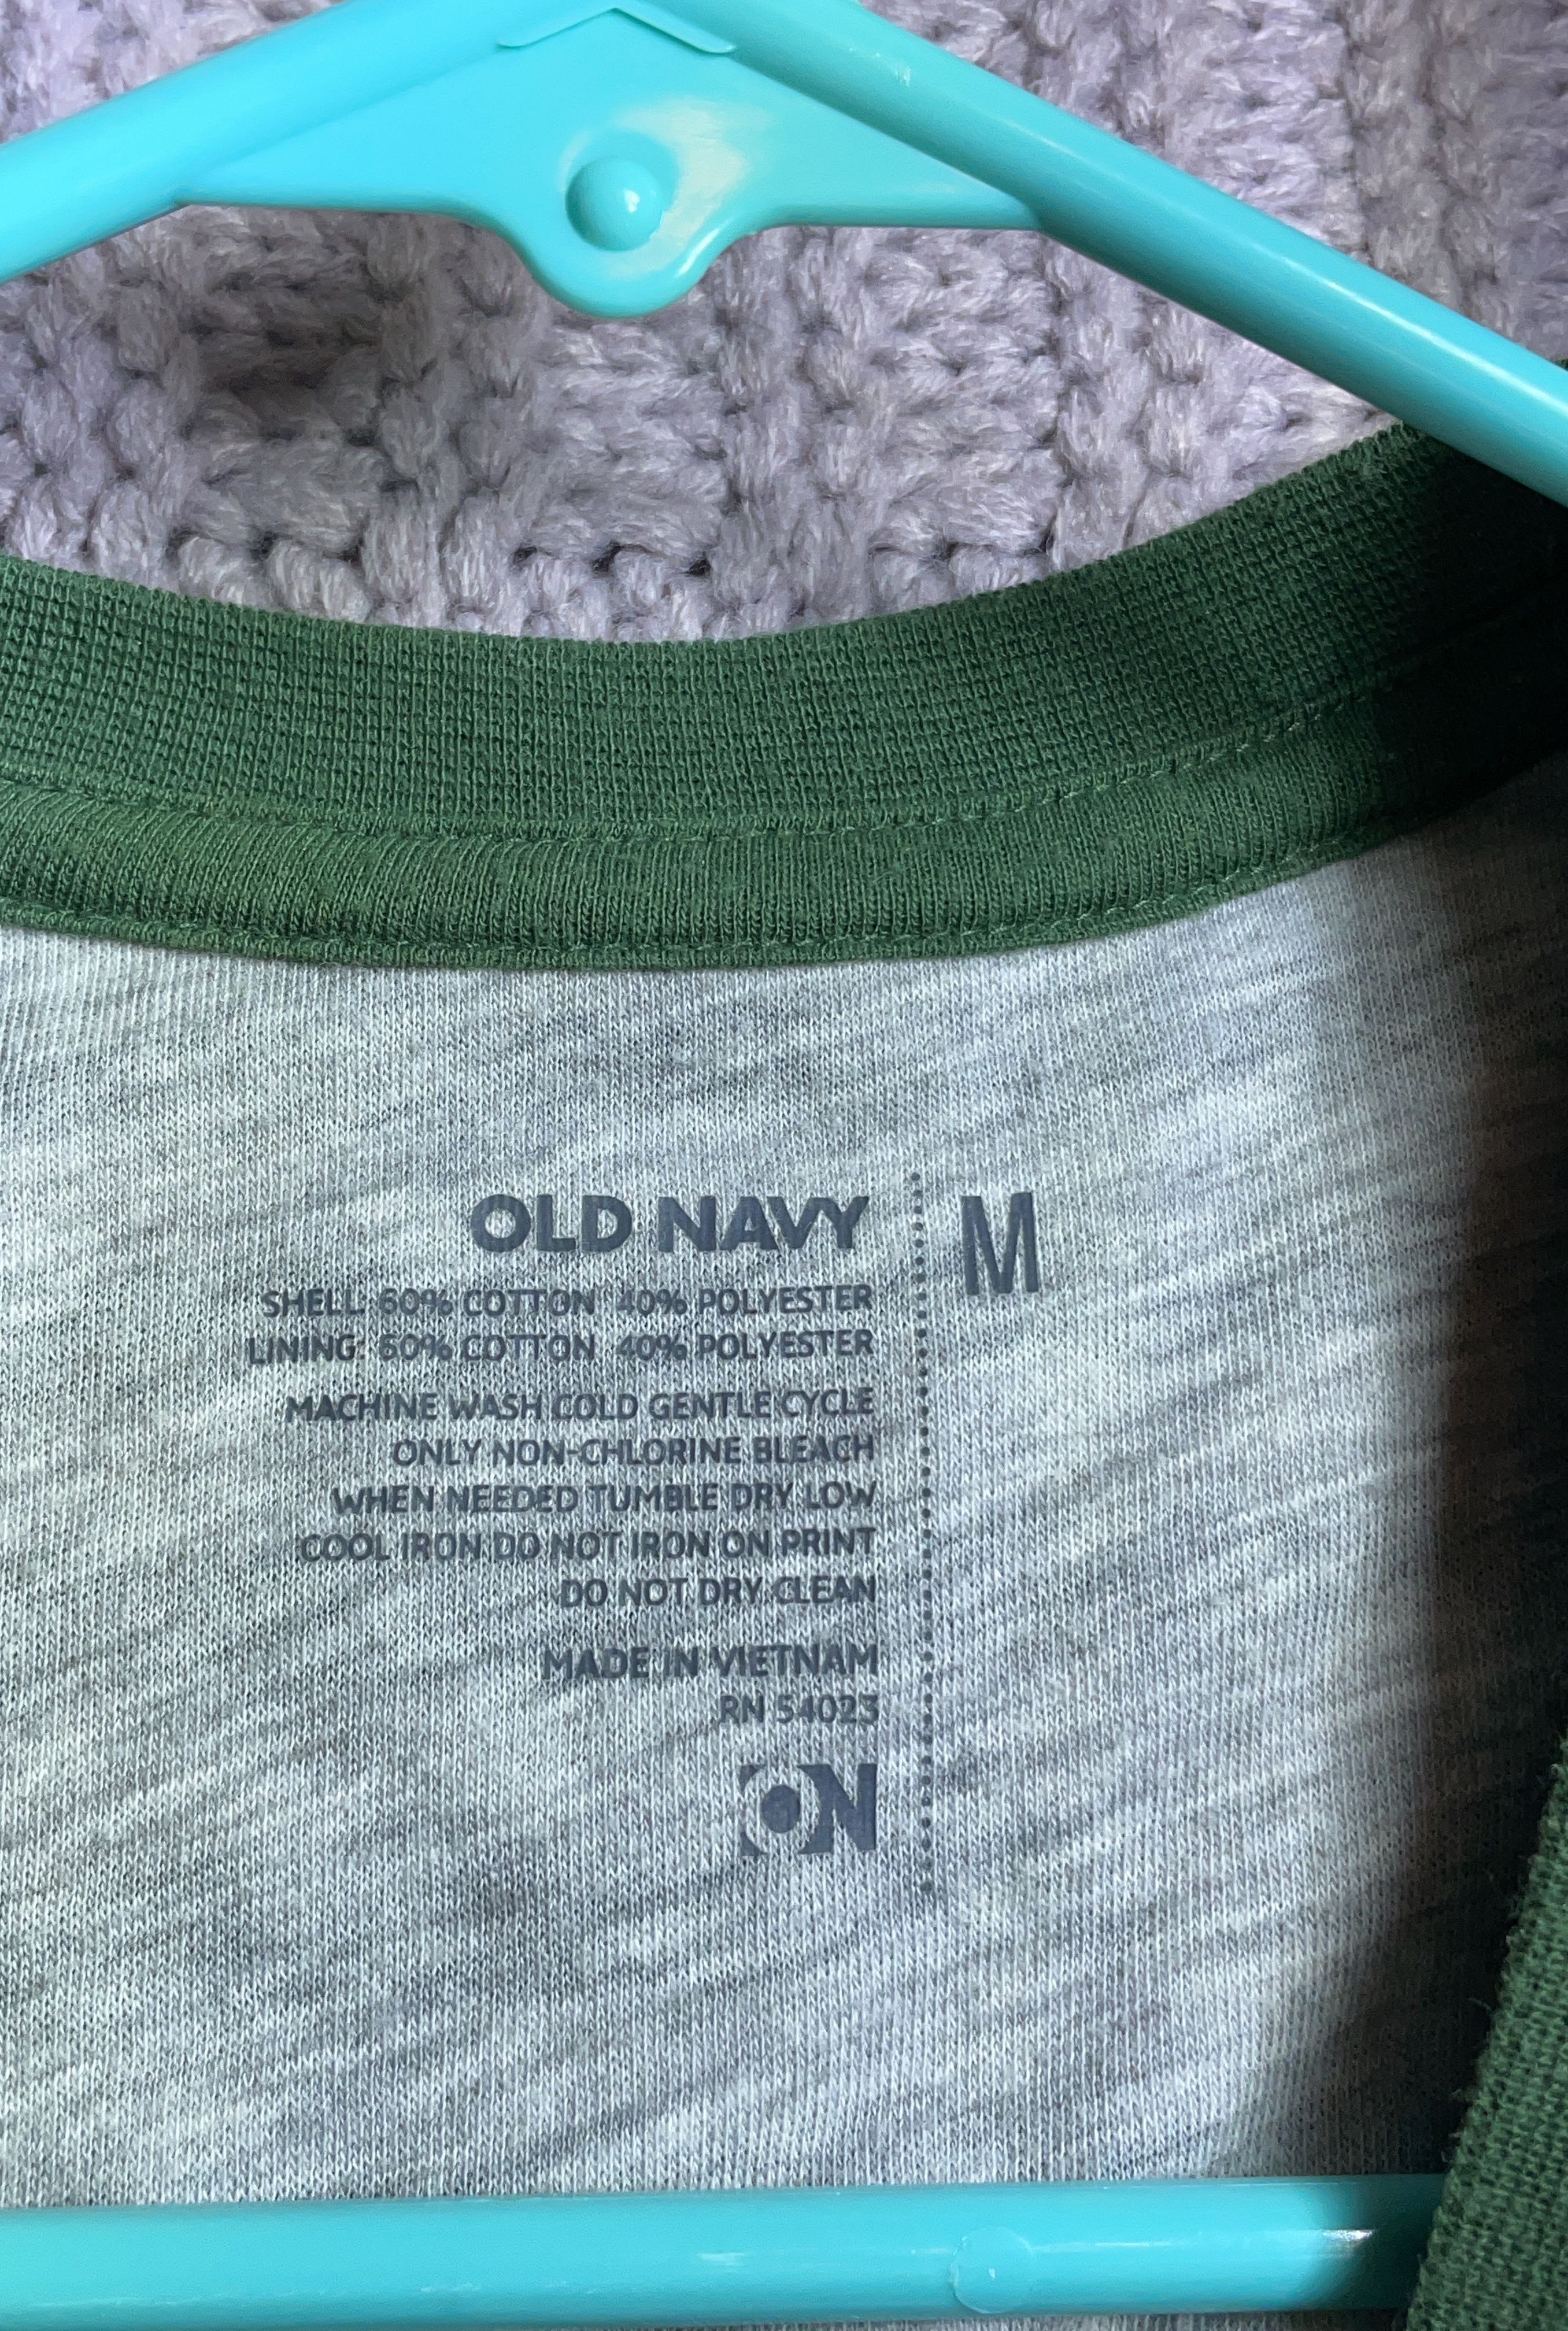 OLD NAVY
M
SHELL: 60% COTTON 40% POLYESTER
LINING: 60% COTTON 40% POLYESTER
MACHINE WASH COLD GENTLE CYCLE
ONLY NON-CHLORINE BLEACH
WHEN NEEDED TUMBLE DRY LOW
COOL IRON DO NOT IRON ON PRINT
DO NOT DRY CLEAN
MADE IN VIETNAM
RN 54023
ON